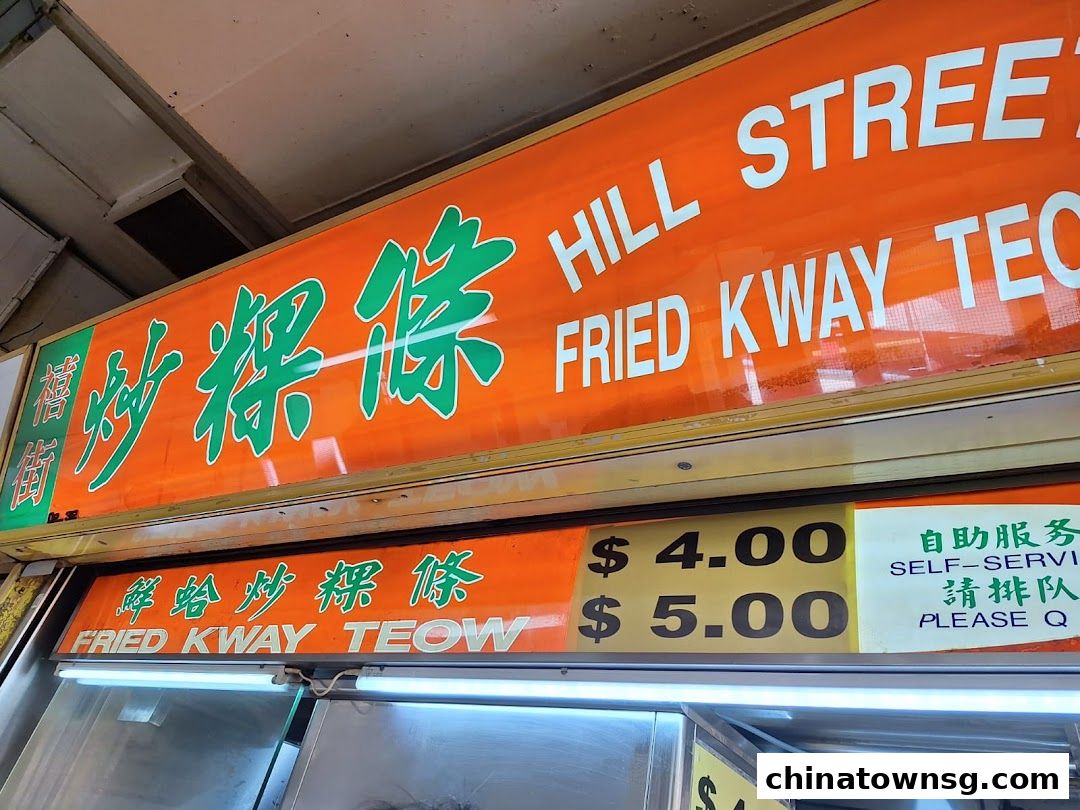 禧街
炒粿條
HILL STREET
FRIED KWAY TEO
鮮蛤炒粿條
FRIED KWAY TEOW
$ 4.00
$ 5.00
自助服务
SELF-SERVI
請排队
PLEASE Q
chinatownsg.com